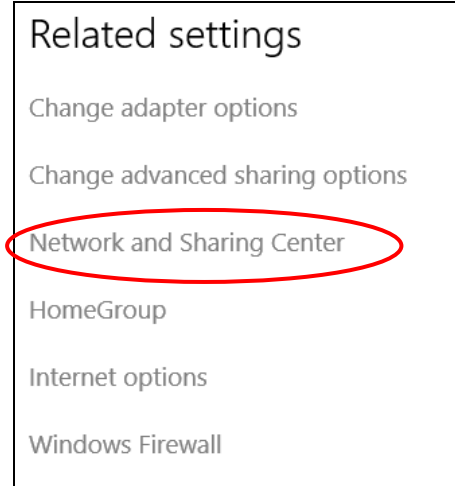 Related settings
Change adapter options
Change advanced sharing options
Network and Sharing Center
HomeGroup
Internet options
Windows Firewall